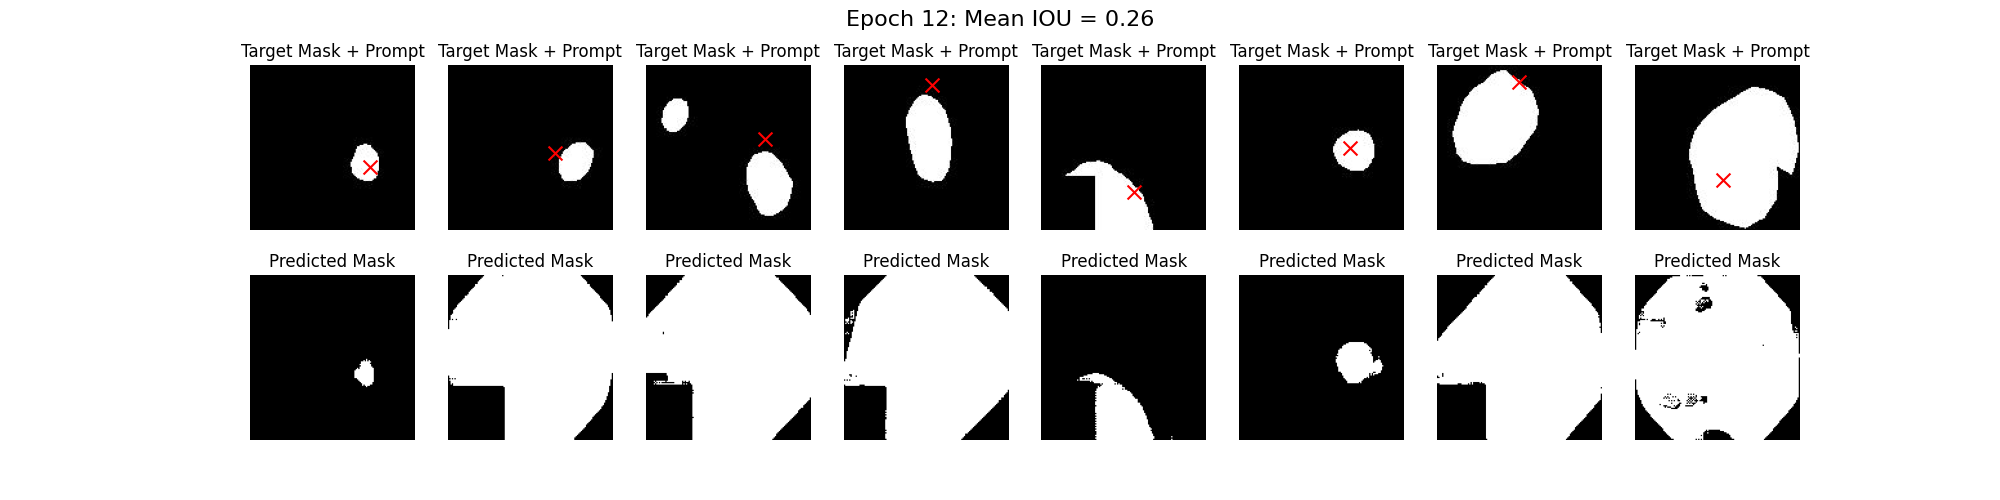 Epoch 12: Mean IOU = 0.26
Target Mask + Prompt Target Mask + Prompt Target Mask + Prompt Target Mask + Prompt Target Mask + Prompt Target Mask + Prompt Target Mask + Prompt Target Mask + Prompt
Predicted Mask Predicted Mask Predicted Mask Predicted Mask Predicted Mask Predicted Mask Predicted Mask Predicted Mask